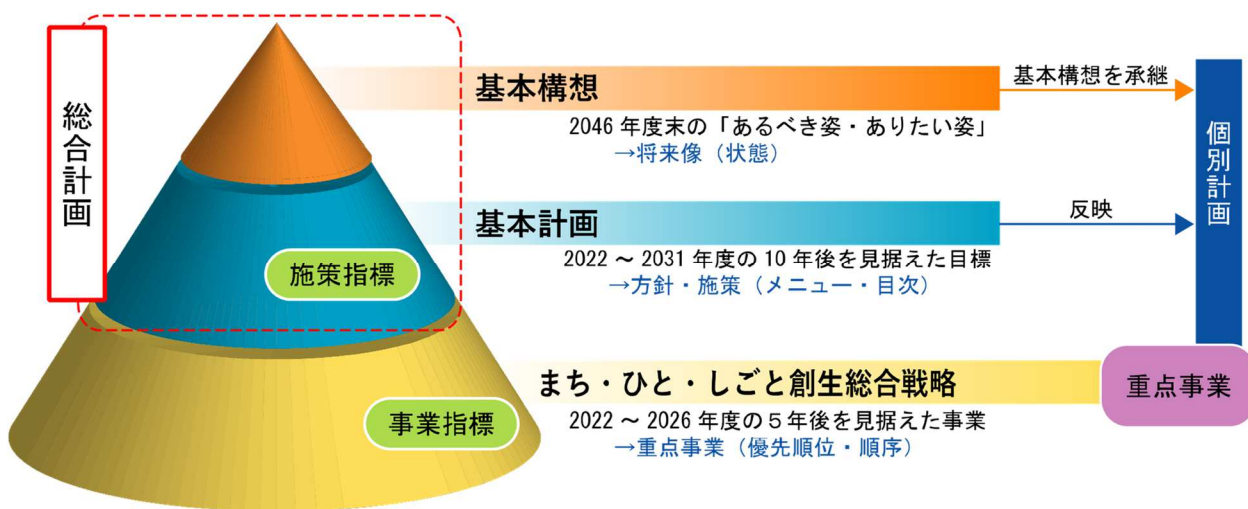 総合計画
基本構想
2046 年度末の「あるべき姿・ありたい姿」
→将来像（状態）
基本構想を承継
基本計画
2022 ～ 2031 年度の 10 年後を見据えた目標
→方針・施策（メニュー・目次）
反映
個別計画
施策指標
まち・ひと・しごと創生総合戦略
2022 ～ 2026 年度の５年後を見据えた事業
→重点事業（優先順位・順序）
重点事業
事業指標